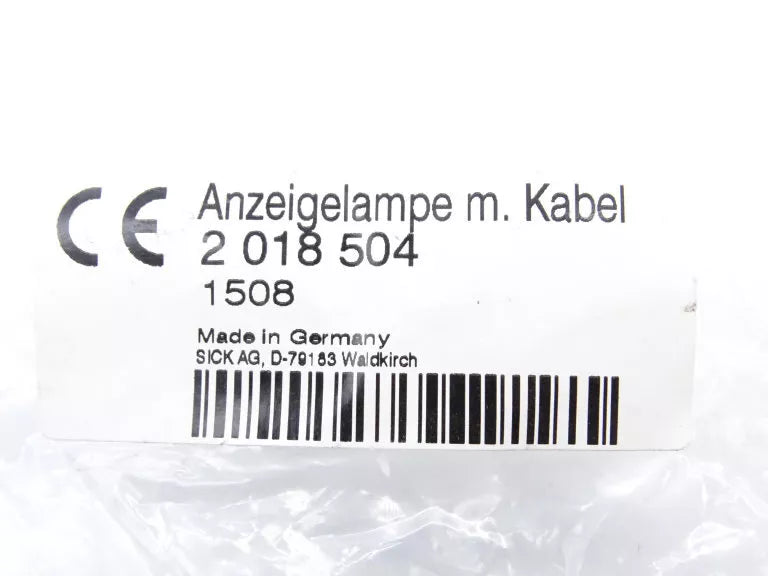 CE
Anzeigelampe m. Kabel
2 018 504
1508
Made in Germany
SICK AG, D-79183 Waldkirch